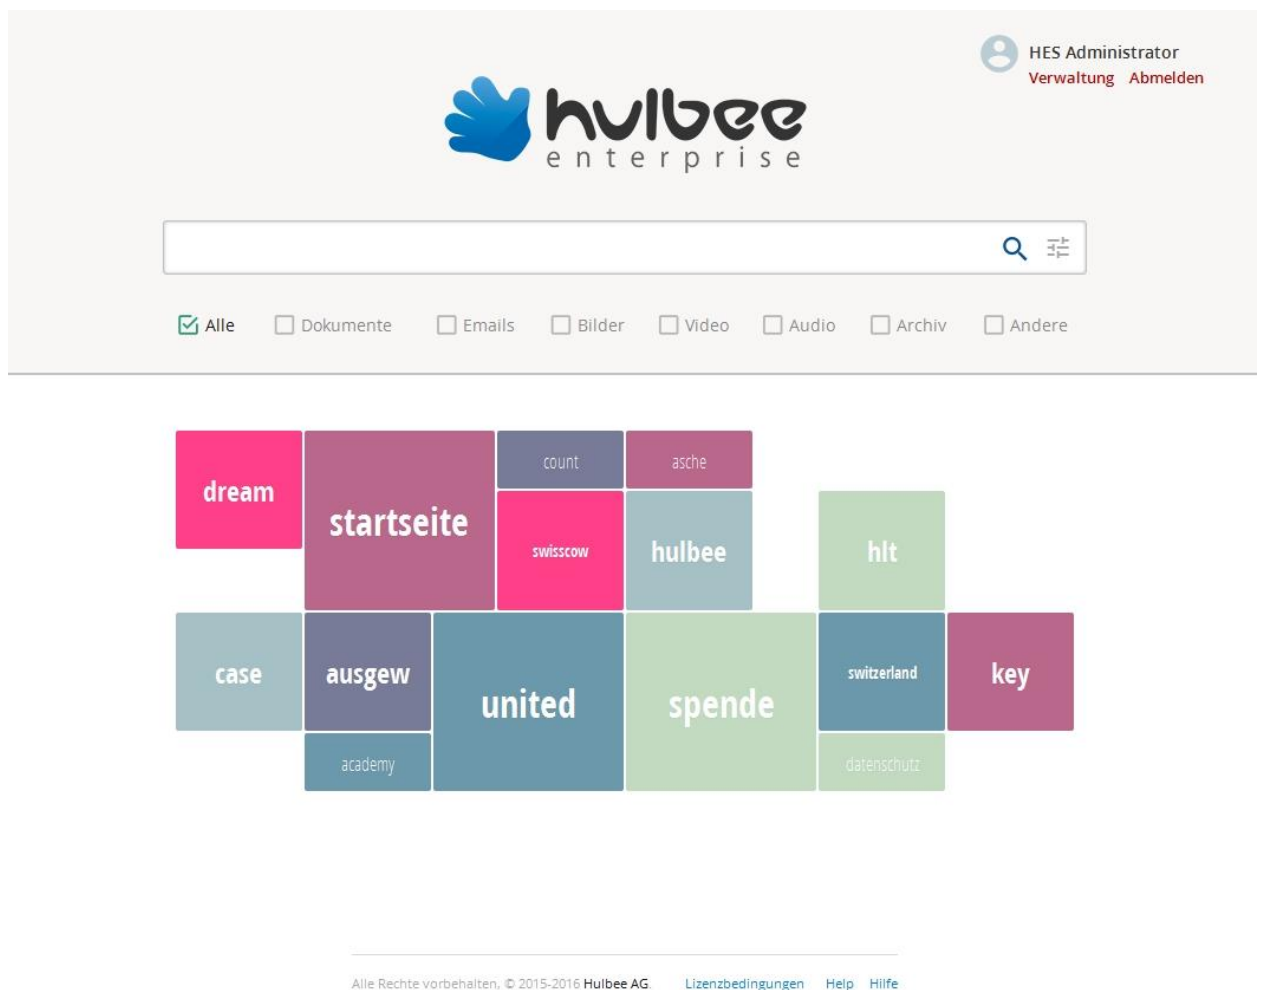 HES Administrator
Verwaltung Abmelden
hulbee
enterprise
Alle Dokumente Emails Bilder Video Audio Archiv Andere
dream
startseite
count
asche
swisscow
hulbee
hlt
case
ausgew
united
spende
switzerland
key
academy
datenschutz
Alle Rechte vorbehalten, © 2015-2016 Hulbee AG. Lizenzbedingungen Help Hilfe